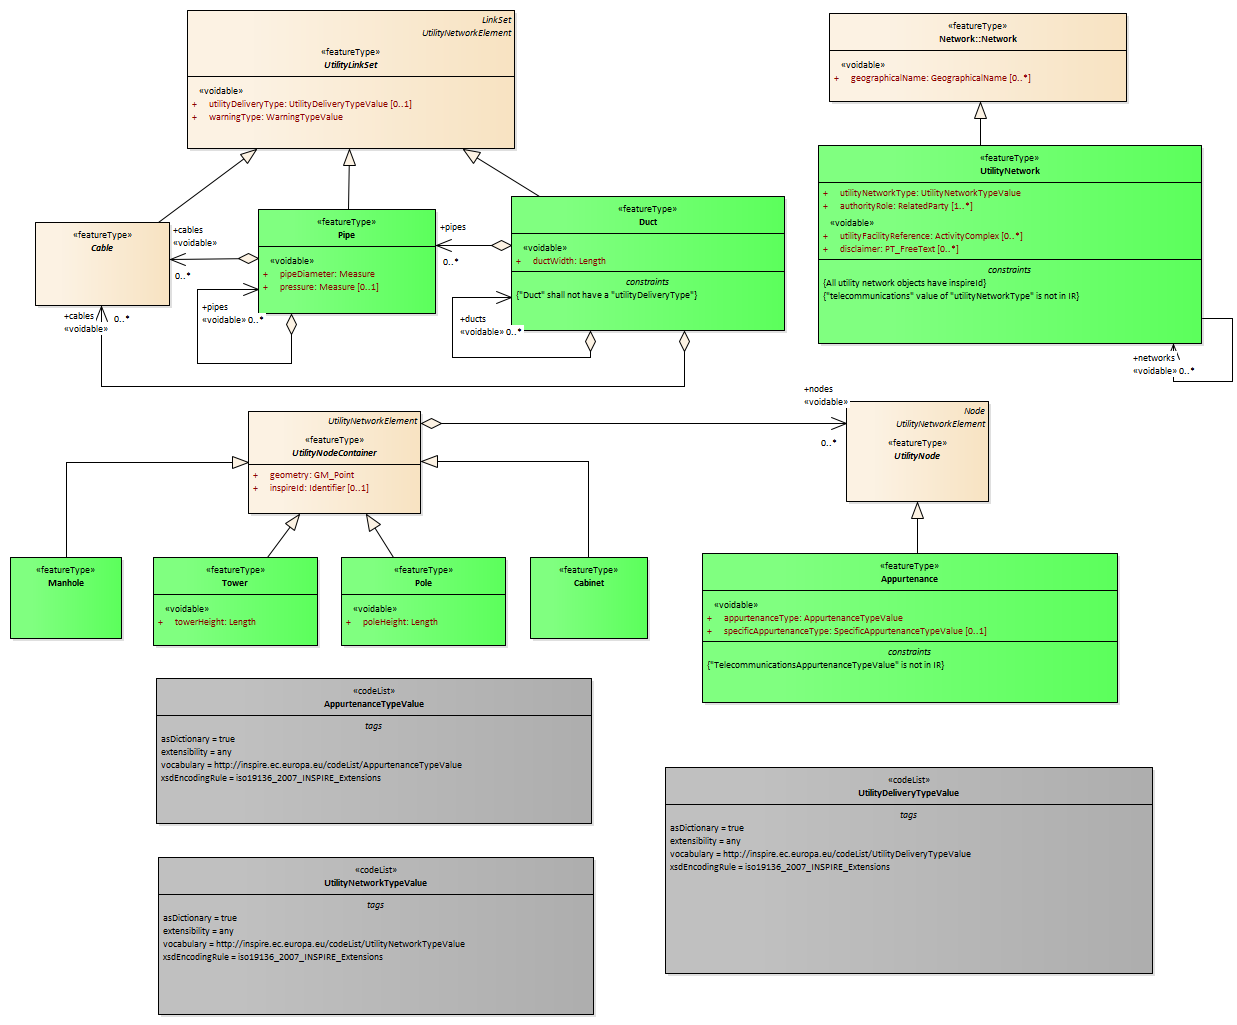 LinkSet
UtilityNetworkElement
«featureType»
UtilityLinkSet
«voidable»
+ utilityDeliveryType: UtilityDeliveryTypeValue [0..1]
+ warningType: WarningTypeValue
«featureType»
Network::Network
«voidable»
+ geographicalName: GeographicalName [0..*]
«featureType»
UtilityNetwork
+ utilityNetworkType: UtilityNetworkTypeValue
+ authorityRole: RelatedParty [1..*]
«voidable»
+ utilityFacilityReference: ActivityComplex [0..*]
+ disclaimer: PT_FreeText [0..*]
constraints
{All utility network objects have inspireId}
{"telecommunications" value of "utilityNetworkType" is not in IR}
+networks
«voidable» 0..*
«featureType»
Cable
+cables
«voidable»
0..*
+cables
«voidable»
0..*
«featureType»
Pipe
«voidable»
+ pipeDiameter: Measure
+ pressure: Measure [0..1]
+pipes
«voidable» 0..*
+pipes
0..*
«featureType»
Duct
«voidable»
+ ductWidth: Length
constraints
{"Duct" shall not have a "utilityDeliveryType"}
+ducts
«voidable» 0..*
UtilityNetworkElement
«featureType»
UtilityNodeContainer
+ geometry: GM_Point
+ inspireId: Identifier [0..1]
+nodes
«voidable»
0..*
Node
UtilityNetworkElement
«featureType»
UtilityNode
«featureType»
Manhole
«featureType»
Tower
«voidable»
+ towerHeight: Length
«featureType»
Pole
«voidable»
+ poleHeight: Length
«featureType»
Cabinet
«featureType»
Appurtenance
«voidable»
+ appurtenanceType: AppurtenanceTypeValue
+ specificAppurtenanceType: SpecificAppurtenanceTypeValue [0..1]
constraints
{"TelecommunicationsAppurtenanceTypeValue" is not in IR}
«codeList»
AppurtenanceTypeValue
tags
asDictionary = true
extensibility = any
vocabulary = http://inspire.ec.europa.eu/codeList/AppurtenanceTypeValue
xsdEncodingRule = iso19136_2007_INSPIRE_Extensions
«codeList»
UtilityDeliveryTypeValue
tags
asDictionary = true
extensibility = any
vocabulary = http://inspire.ec.europa.eu/codeList/UtilityDeliveryTypeValue
xsdEncodingRule = iso19136_2007_INSPIRE_Extensions
«codeList»
UtilityNetworkTypeValue
tags
asDictionary = true
extensibility = any
vocabulary = http://inspire.ec.europa.eu/codeList/UtilityNetworkTypeValue
xsdEncodingRule = iso19136_2007_INSPIRE_Extensions